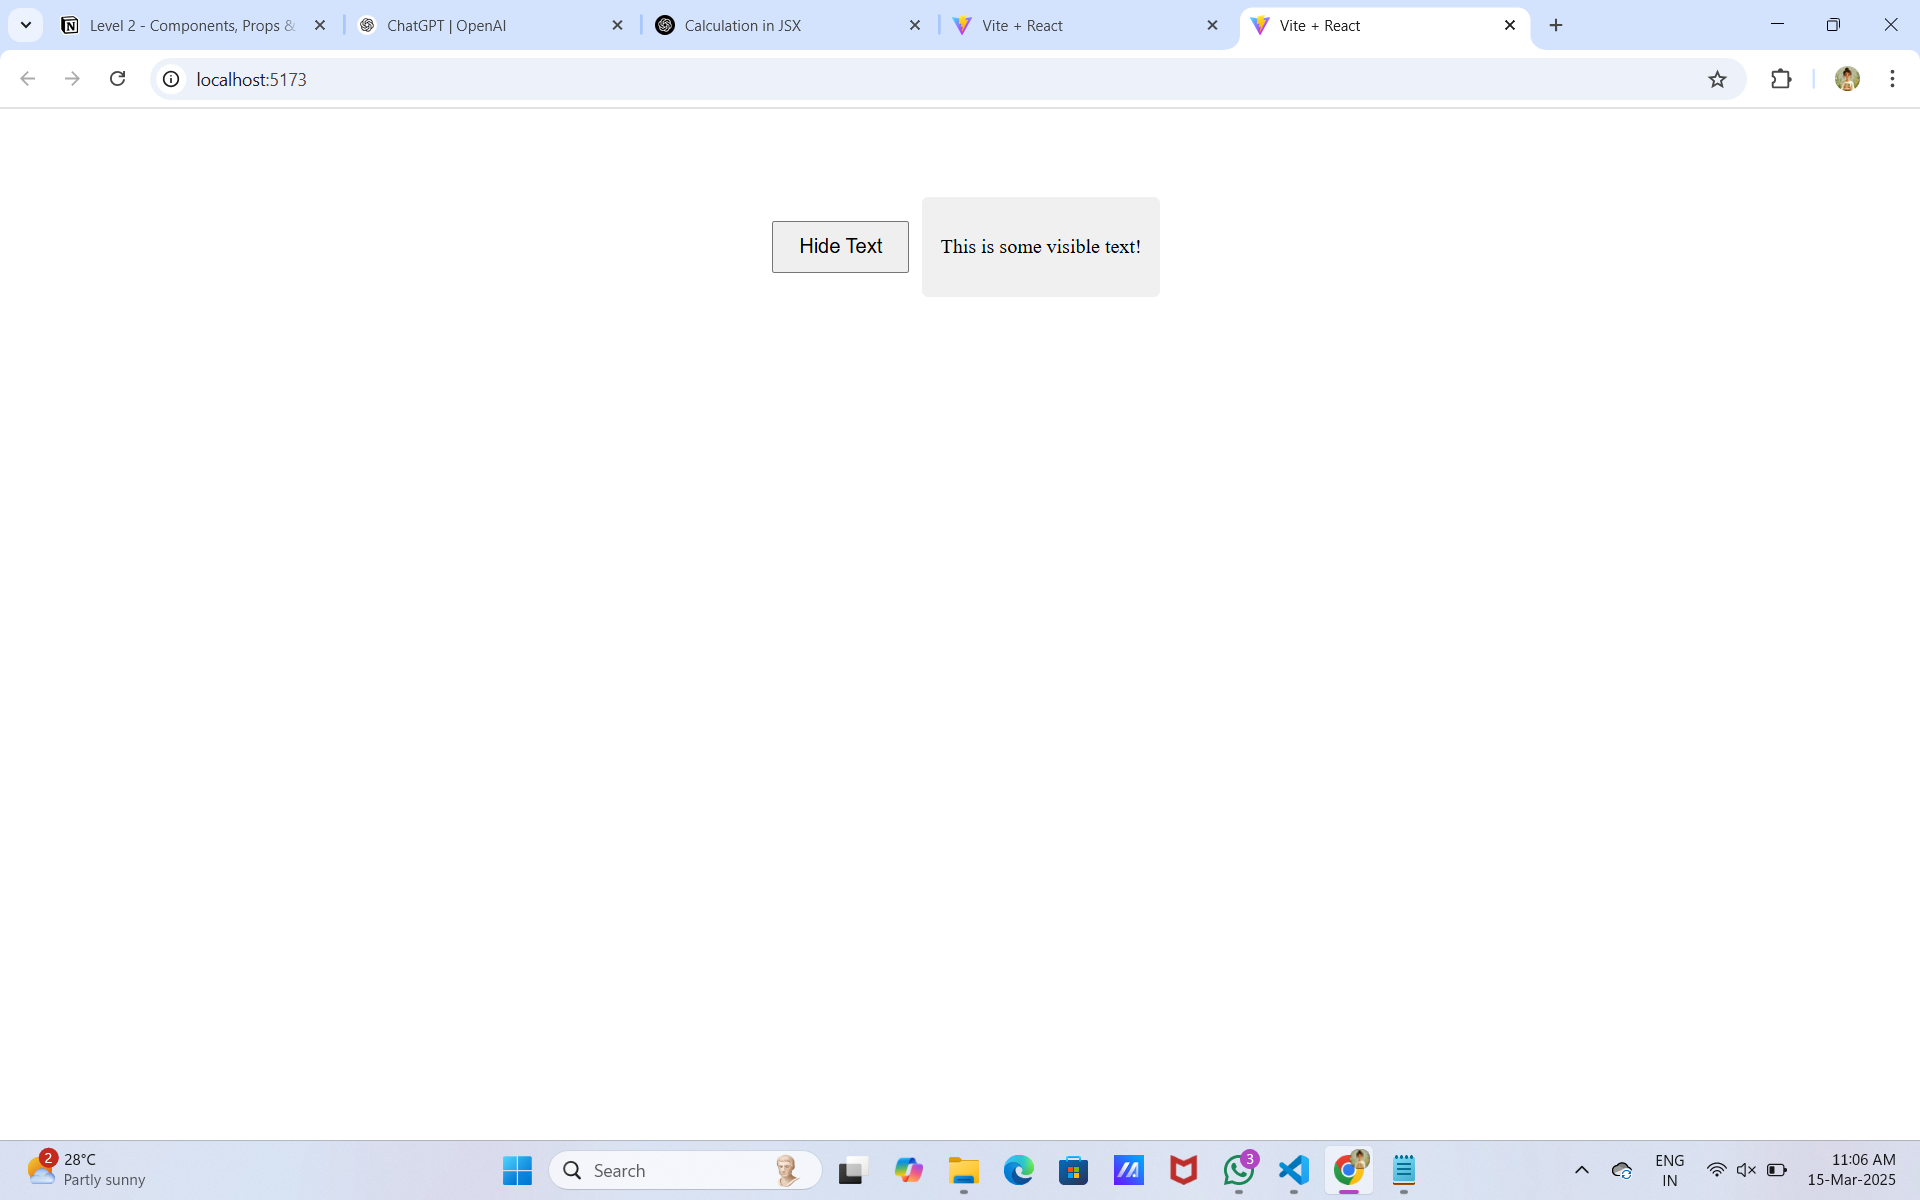 Level 2 - Components, Props &
ChatGPT | OpenAI
Calculation in JSX
Vite + React
Vite + React
localhost:5173
Hide Text
This is some visible text!
2
28°C
Partly sunny
Search
3
ENG
IN
11:06 AM
15-Mar-2025